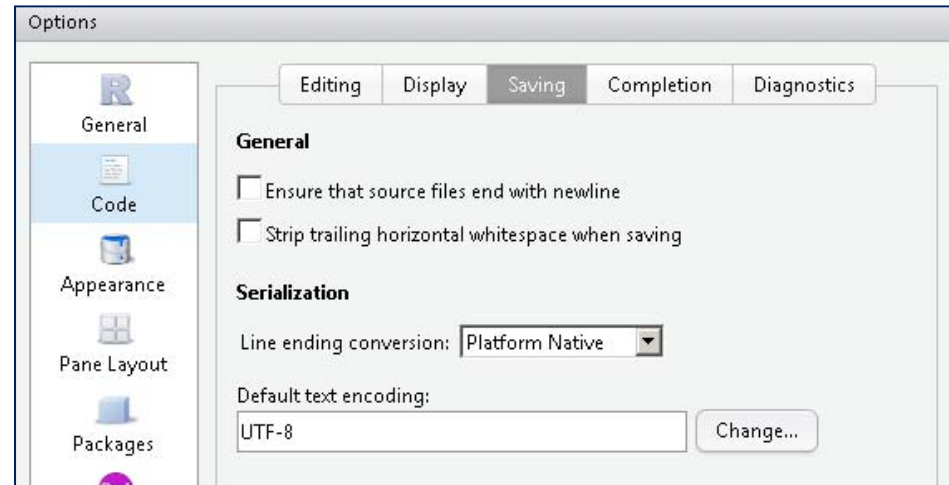 Options
General
Code
Appearance
Pane Layout
Packages
Editing Display Saving Completion Diagnostics
General
Ensure that source files end with newline
Strip trailing horizontal whitespace when saving
Serialization
Line ending conversion: Platform Native
Default text encoding:
UTF-8 Change...